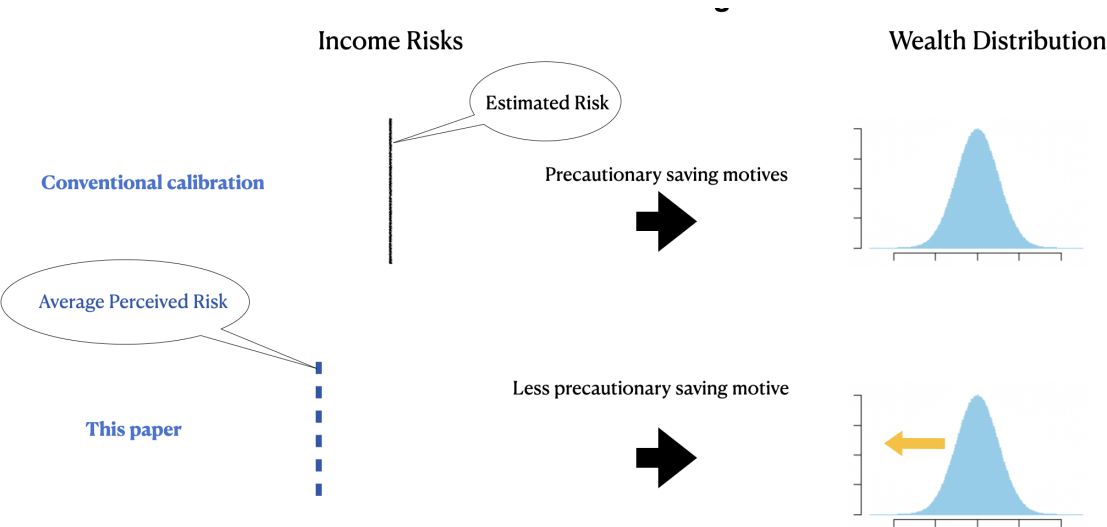 Income Risks
Wealth Distribution
Estimated Risk
Conventional calibration
Precautionary saving motives
Average Perceived Risk
Less precautionary saving motive
This paper